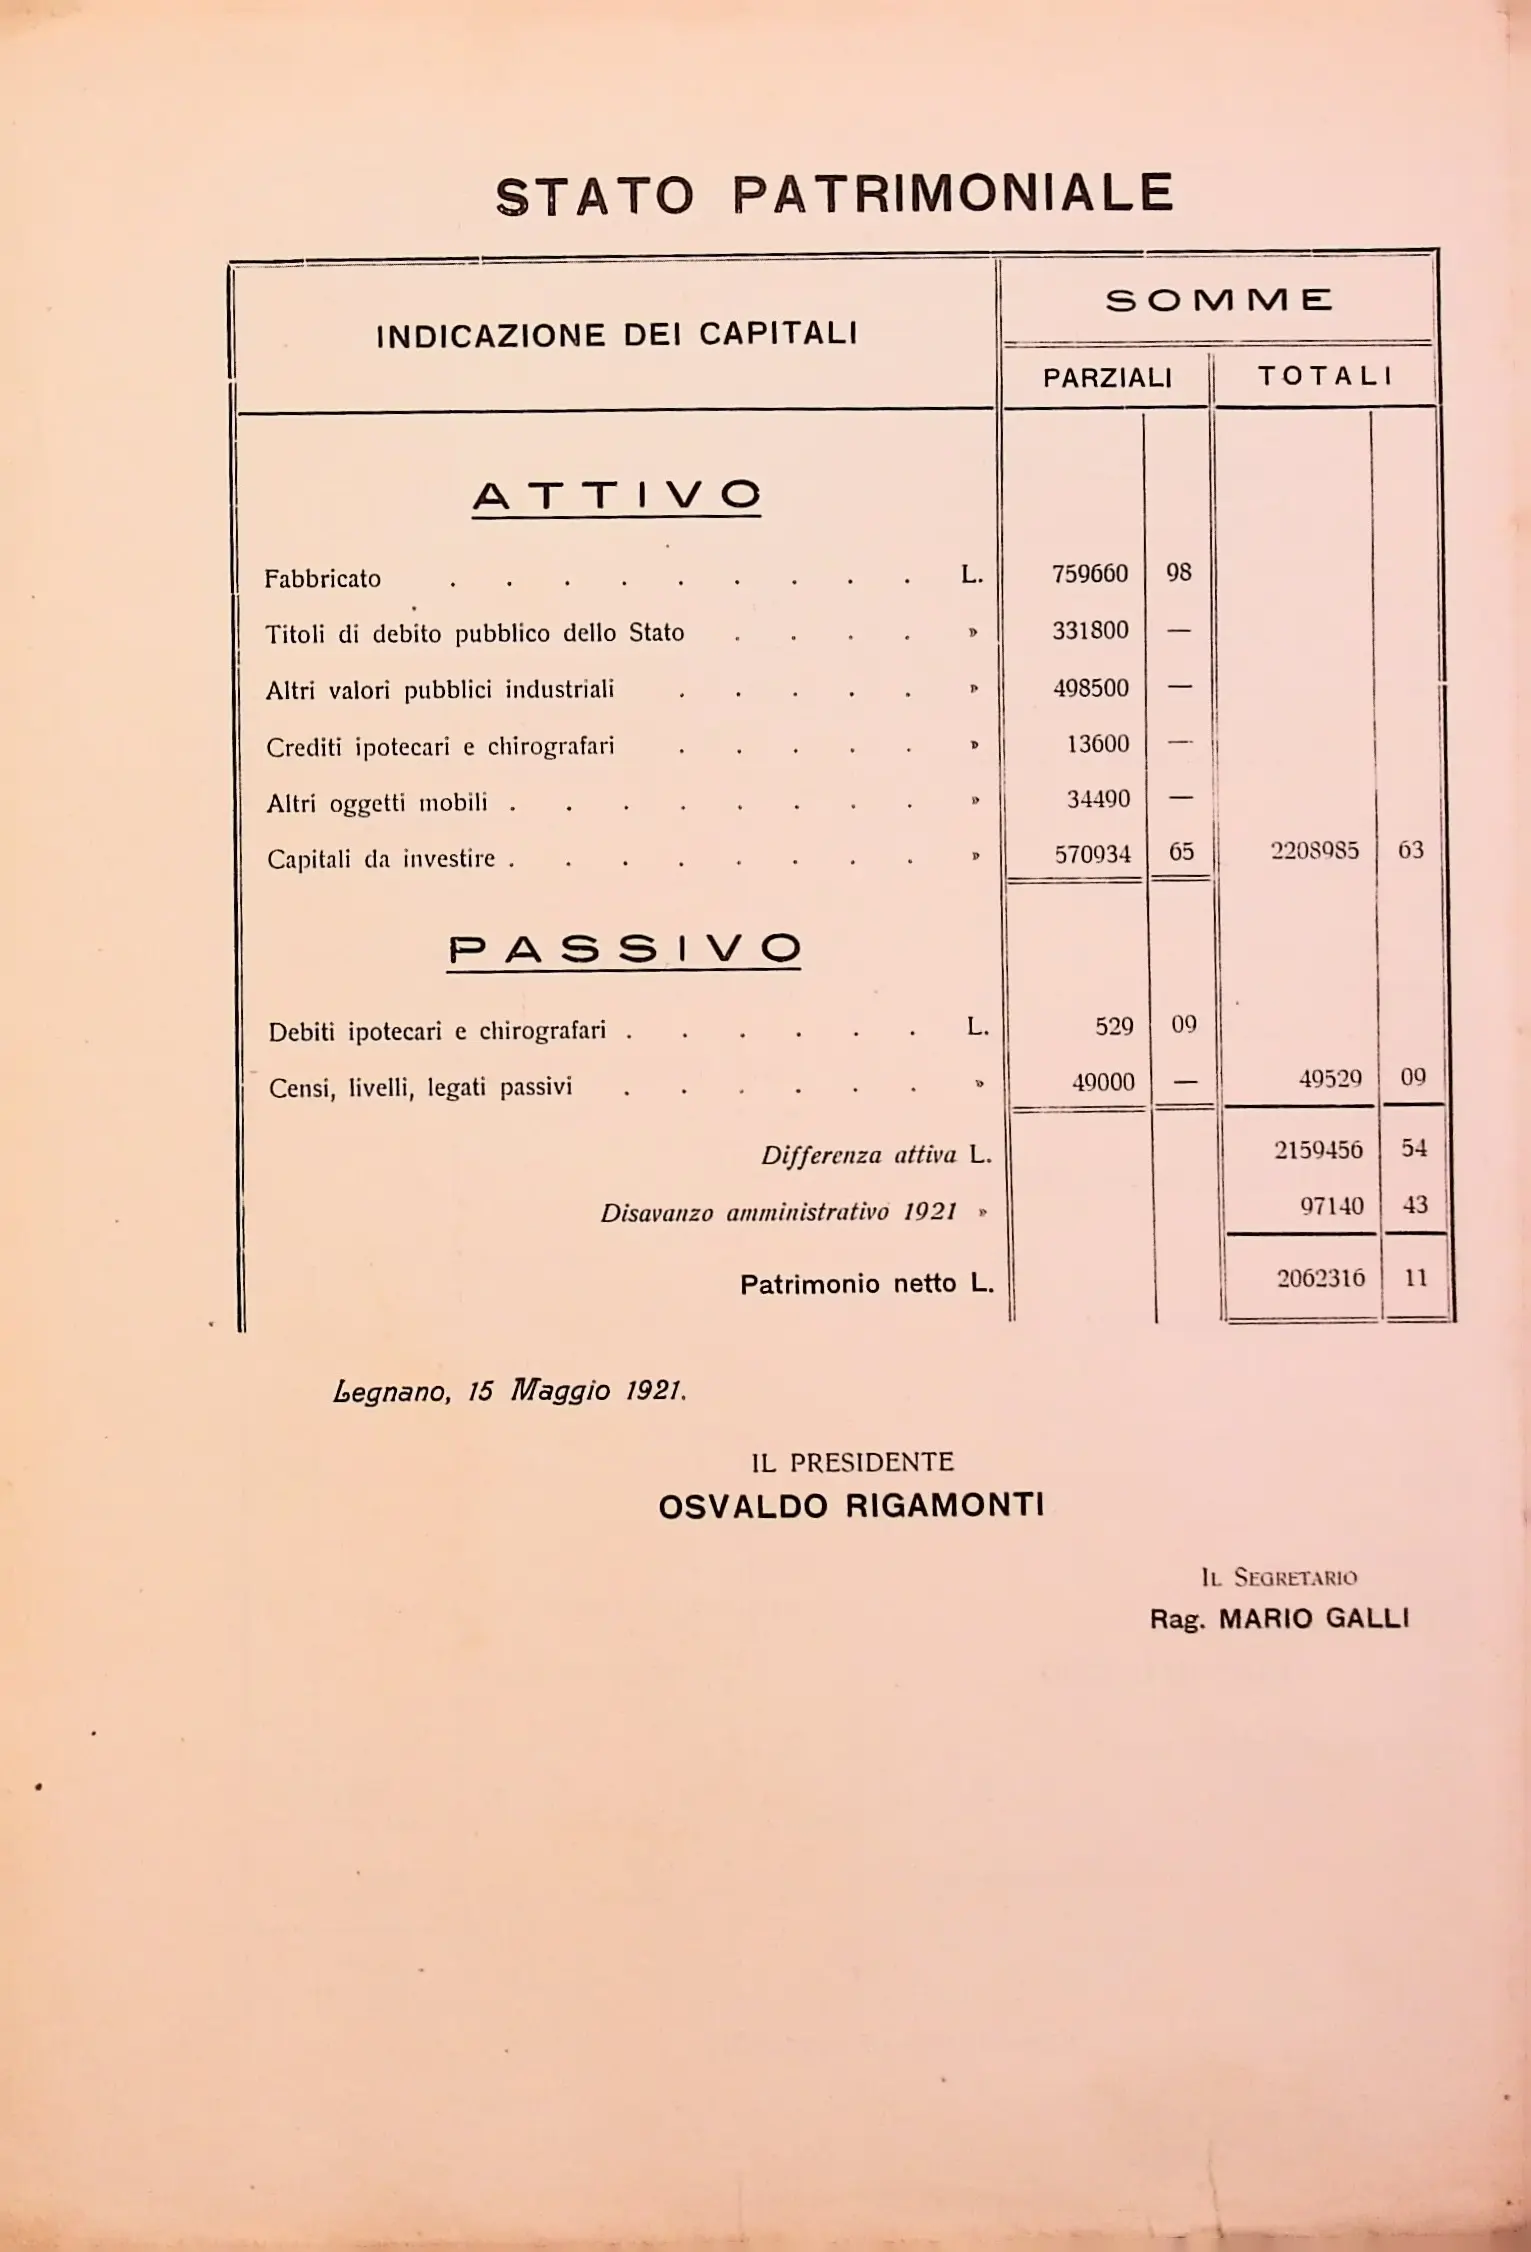 STATO PATRIMONIALE
INDICAZIONE DEI CAPITALI
SOMME
PARZIALI TOTALI
ATTIVO
Fabbricato . . . . . . . . . L. 759660 98
Titoli di debito pubblico dello Stato . . . . » 331800 —
Altri valori pubblici industriali . . . . . » 498500 —
Crediti ipotecari e chirografari . . . . . » 13600 —
Altri oggetti mobili . . . . . . . . » 34490 —
Capitali da investire . . . . . . . . » 570934 65 2208985 63
PASSIVO
Debiti ipotecari e chirografari . . . . . . L. 529 09
Censi, livelli, legati passivi . . . . . . » 49000 — 49529 09
Differenza attiva L. 2159456 54
Disavanzo amministrativo 1921 » 97140 43
Patrimonio netto L. 2062316 11
Legnano, 15 Maggio 1921.
IL PRESIDENTE
OSVALDO RIGAMONTI
IL SEGRETARIO
Rag. MARIO GALLI